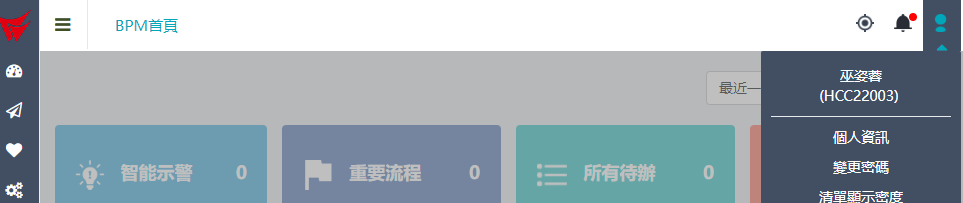 BPM首頁
巫姿蓉
(HCC22003)
最近一
個人資訊
變更密碼
清單顯示密度
智能示警 0
重要流程 0
所有待辦 0